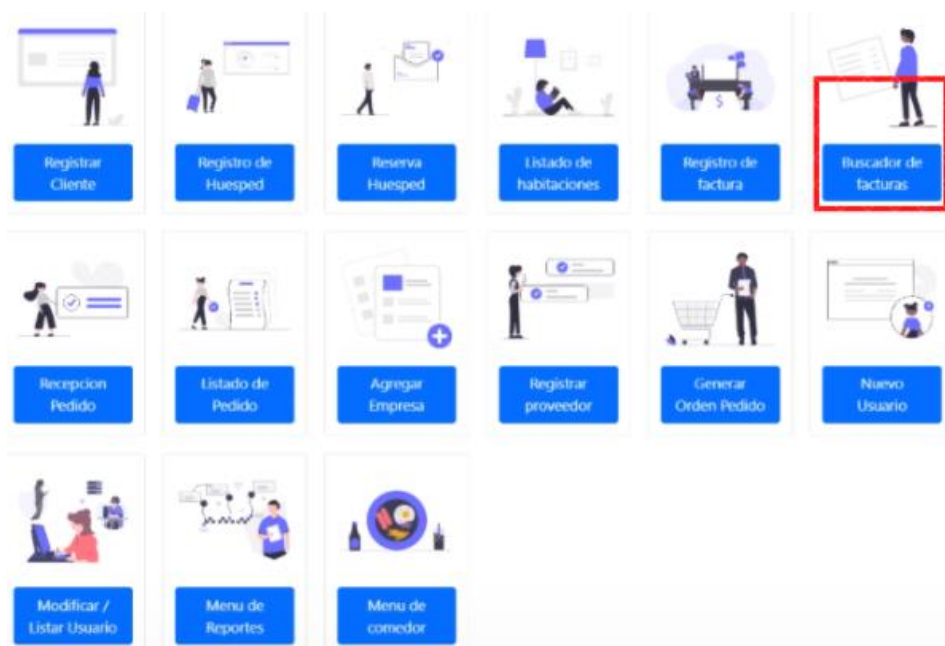 Registrar
Cliente
Registro de
Huesped
Reserva
Huesped
Listado de
habitaciones
Registro de
factura
Buscador de
facturas
Recepcion
Pedido
Listado de
Pedido
Agregar
Empresa
Registrar
proveedor
Generar
Orden Pedido
Nuevo
Usuario
Modificar /
Listar Usuario
Menu de
Reportes
Menu de
comedor